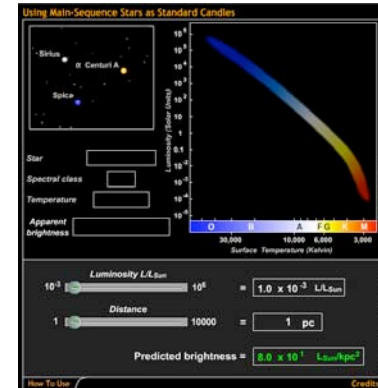 Using Main-Sequence Stars as Standard Candles
Sirius
α Centuri A
Spica
Star
Spectral class
Temperature
Apparent
brightness
Luminosity (Solar Units)
10⁶
10⁵
10⁴
10³
10²
10
1
0.1
10⁻²
10⁻³
10⁻⁴
10⁻⁵
O B A F G K M
30,000 10,000 6,000 3,000
Surface Temperature (Kelvin)
Luminosity L/LSun
10⁻³ 10⁶ = 1.0 x 10⁻³ L/LSun
Distance
1 10000 = 1 pc
Predicted brightness = 8.0 x 10¹ LSun/kpc²
How To Use
Credits